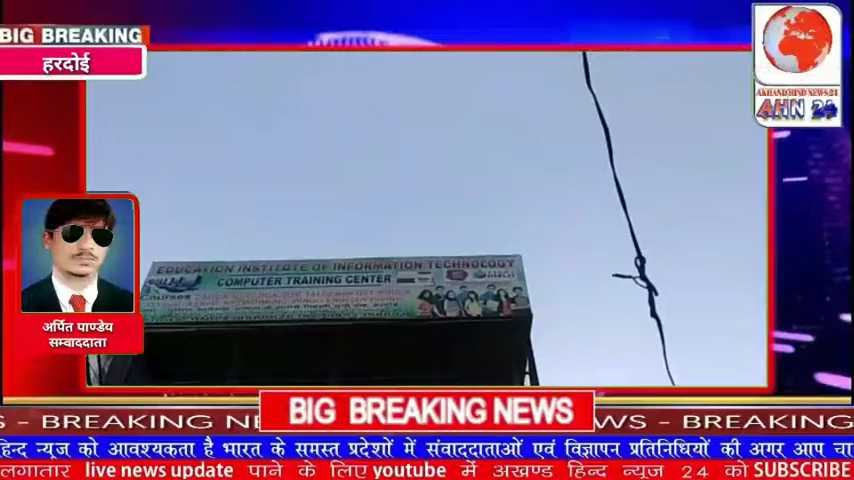 BIG BREAKING
हरदोई
AKHAND HIND NEWS 24
AHN 24
EDUCATION INSTITUTE OF INFORMATION TECHNOLOGY
COMPUTER TRAINING CENTER
Courses
अर्पित पाण्डेय
सम्वाददाता
BIG BREAKING NEWS
S - BREAKING NE
WS - BREAKING
हिन्द न्यूज को आवश्यकता है भारत के समस्त प्रदेशों में संवाददाताओं एवं विज्ञापन प्रतिनिधियों की अगर आप चा
लगातार live news update पाने के लिए youtube में अखण्ड हिन्द न्यूज 24 को SUBSCRIBE